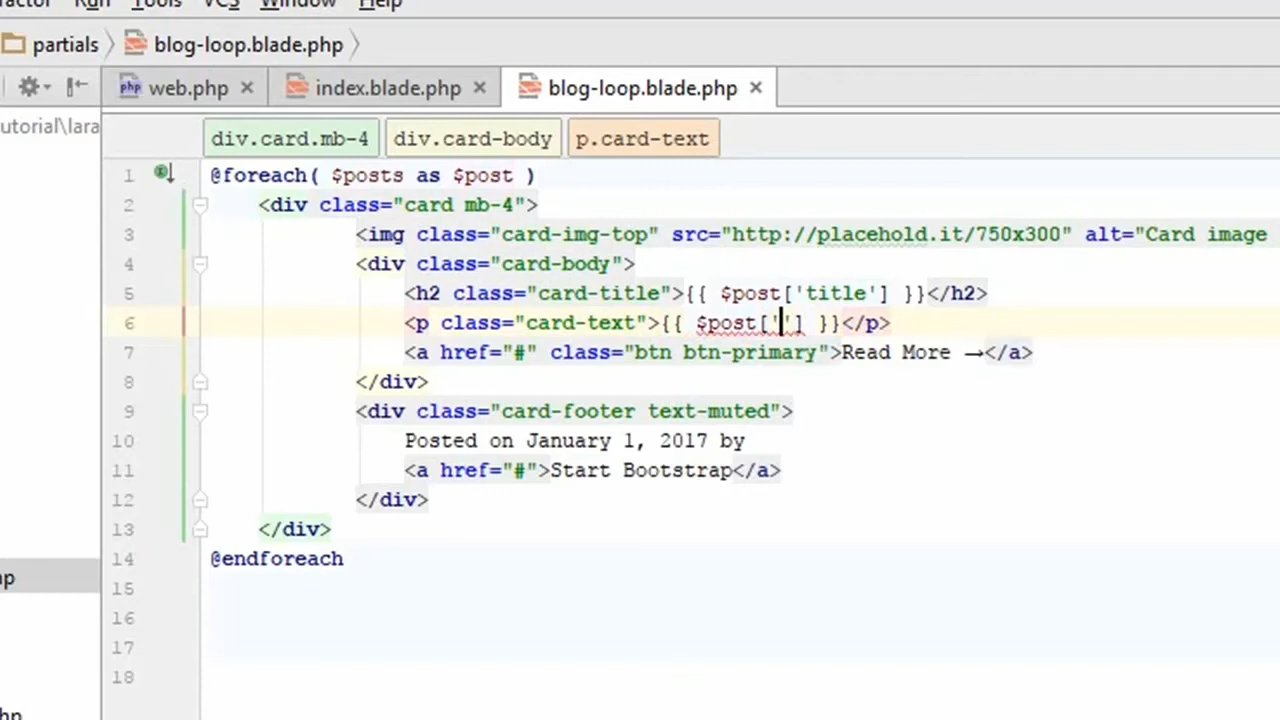 Run Tools VCS Window Help
partials blog-loop.blade.php
web.php index.blade.php blog-loop.blade.php
div.card.mb-4 div.card-body p.card-text
1 @foreach( $posts as $post )
2 <div class="card mb-4">
3 <img class="card-img-top" src="http://placehold.it/750x300" alt="Card image
4 <div class="card-body">
5 <h2 class="card-title">{{ $post['title'] }}</h2>
6 <p class="card-text">{{ $post[''] }}</p>
7 <a href="#" class="btn btn-primary">Read More →</a>
8 </div>
9 <div class="card-footer text-muted">
10 Posted on January 1, 2017 by
11 <a href="#">Start Bootstrap</a>
12 </div>
13 </div>
14 @endforeach
15
16
17
18